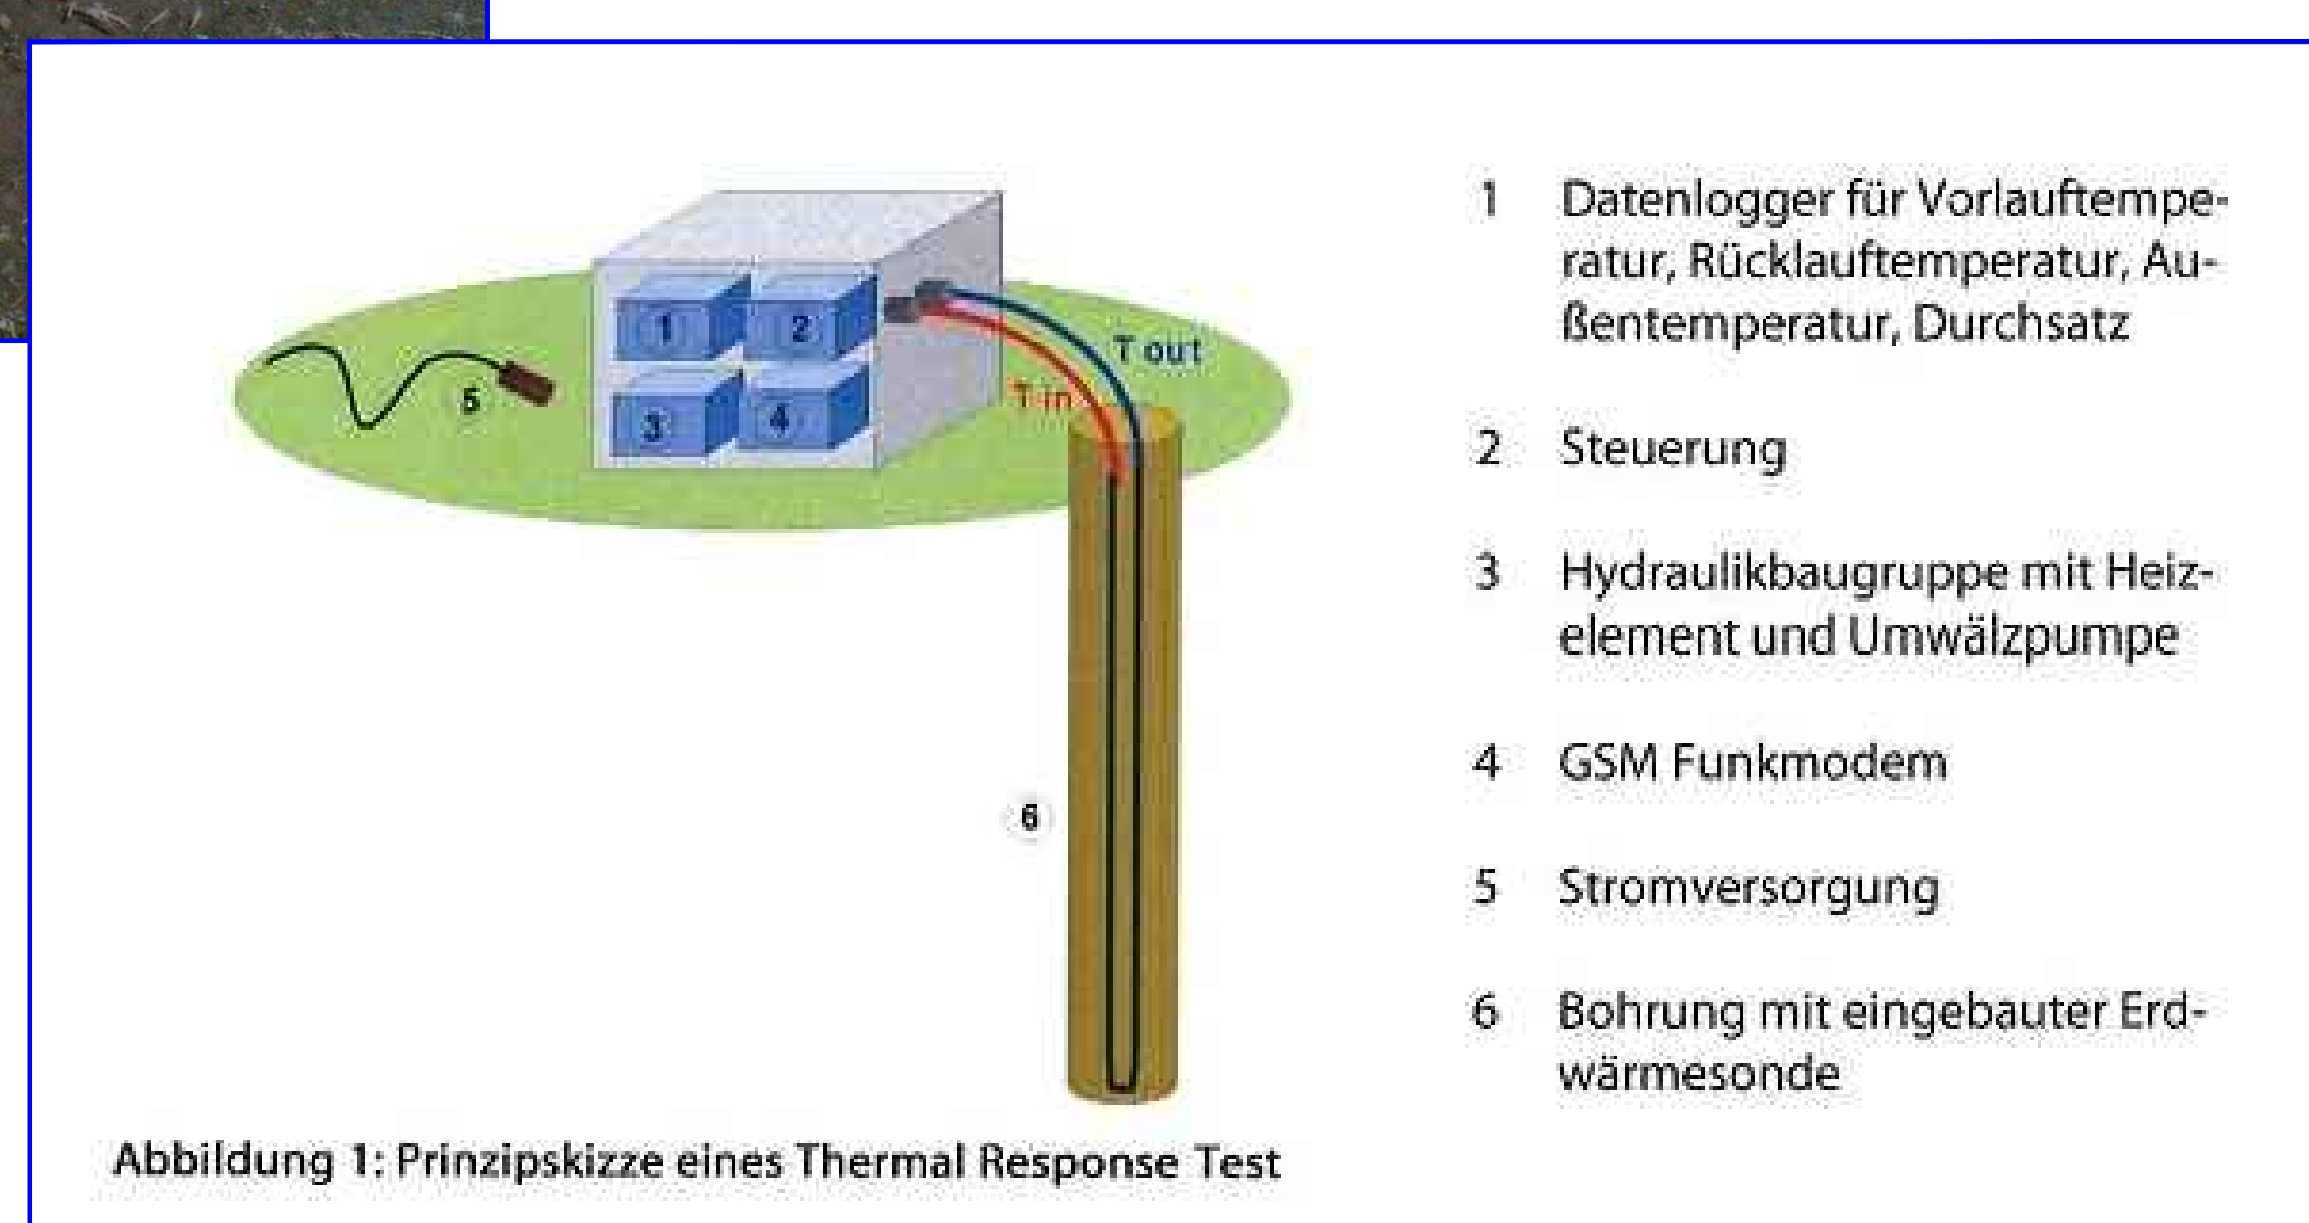 1
2
3
4
5
6
T out
T in
1 Datenlogger für Vorlauftempe-
ratur, Rücklauftemperatur, Au-
ßentemperatur, Durchsatz
2 Steuerung
3 Hydraulikbaugruppe mit Heiz-
element und Umwälzpumpe
4 GSM Funkmodem
5 Stromversorgung
6 Bohrung mit eingebauter Erd-
wärmesonde
Abbildung 1: Prinzipskizze eines Thermal Response Test